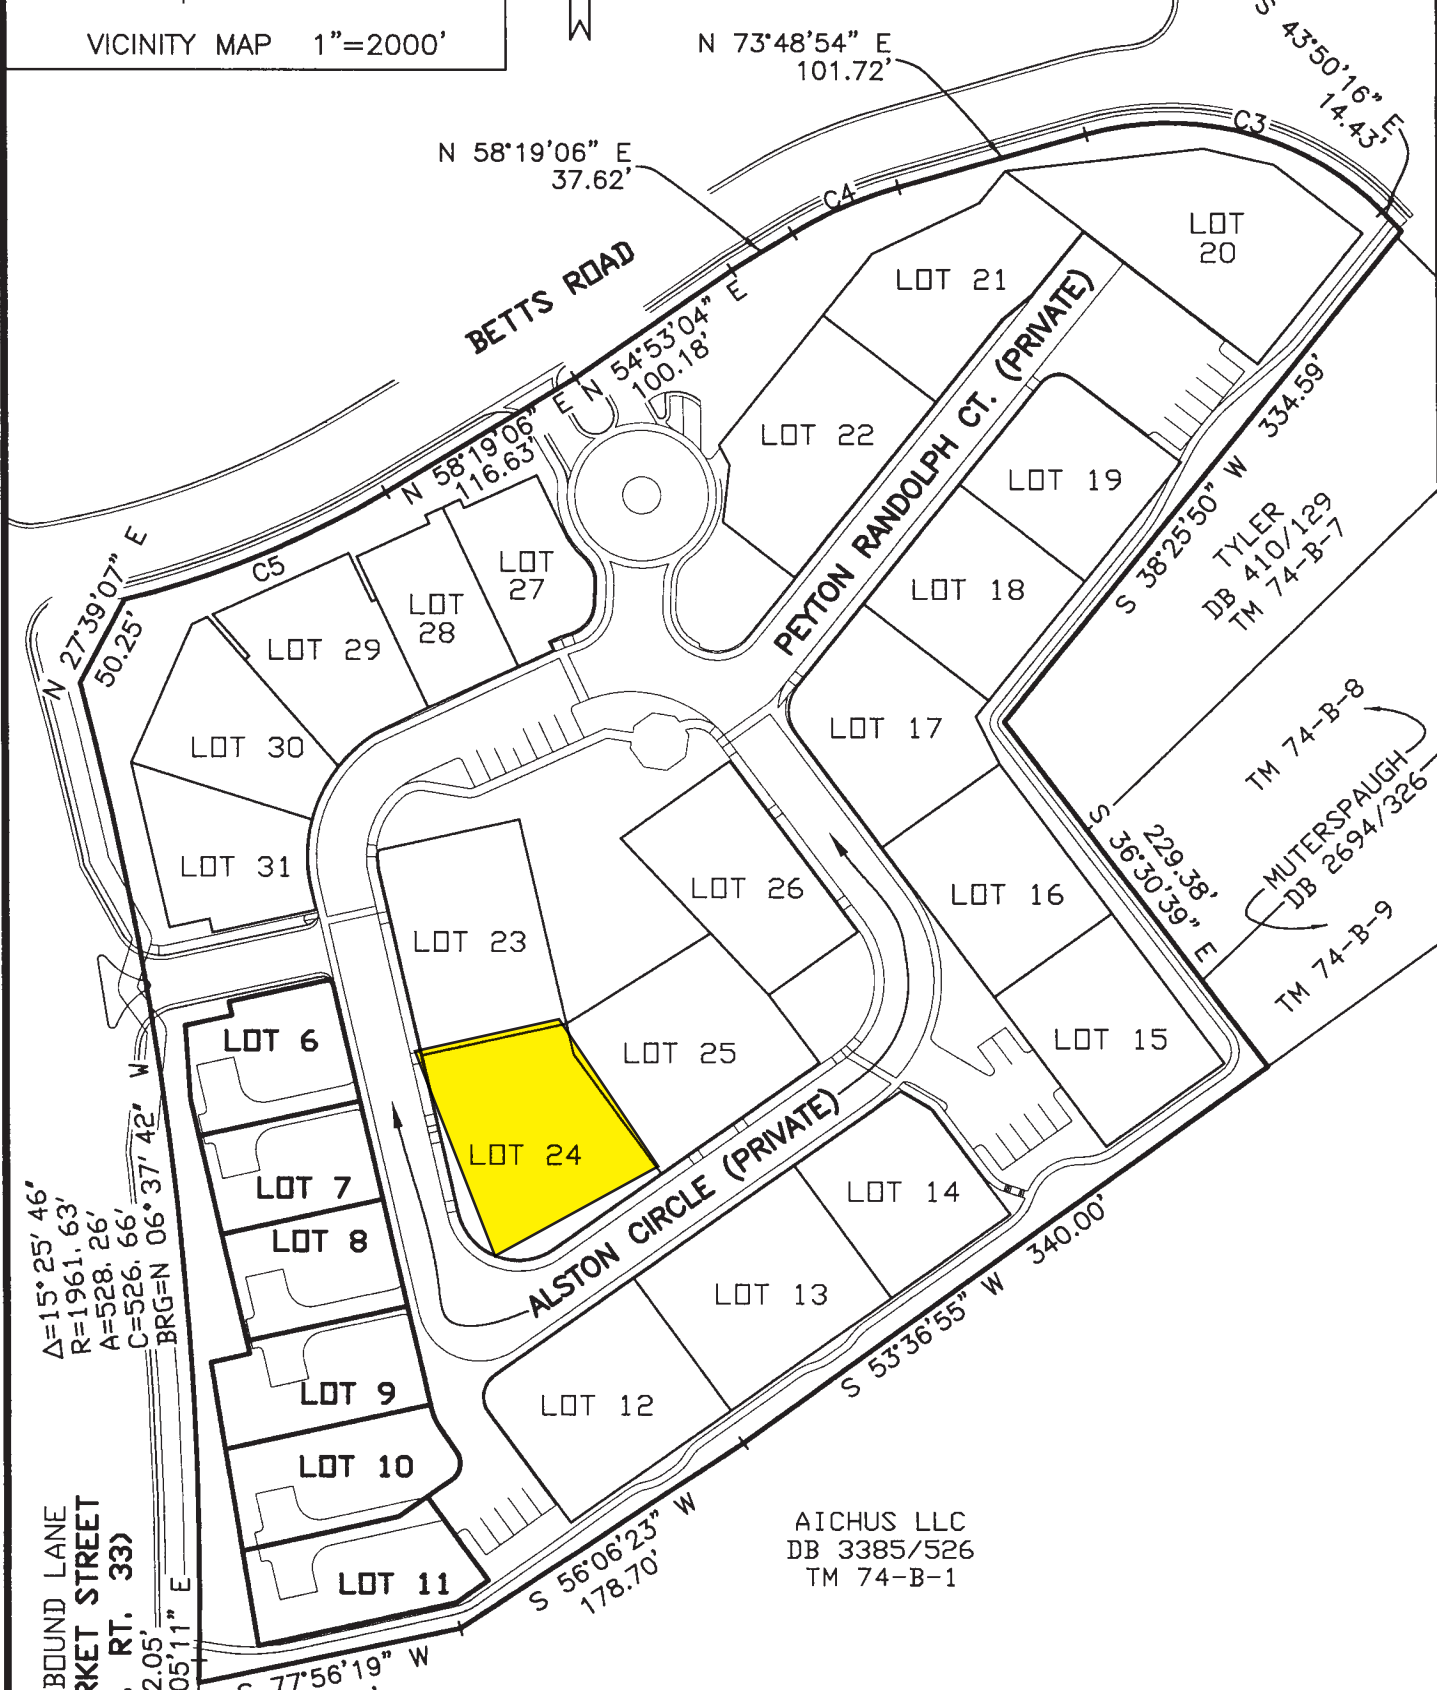 VICINITY MAP 1"=2000'
N 73°48'54" E
101.72'
S 43°50'16" E
14.43'
N 58°19'06" E
37.62'
C3
C4
BETTS ROAD
N 54°53'04" E
100.18'
N 58°19'06" E
116.63'
C5
N 27°39'07" E
50.25'
LOT
20
LOT 21
LOT 22
PEYTON RANDOLPH CT. (PRIVATE)
LOT 19
LOT 18
LOT 17
S 38°25'50" W 334.59'
TYLER
DB 410/129
TM 74-B-7
TM 74-B-8
MUTERSPAUGH
DB 2694/326
TM 74-B-9
229.38'
S 36°30'39" E
LOT
27
LOT
28
LOT 29
LOT 30
LOT 31
LOT 23
LOT 26
LOT 25
LOT 24
LOT 16
LOT 15
LOT 14
LOT 13
LOT 12
ALSTON CIRCLE (PRIVATE)
LOT 6
LOT 7
LOT 8
LOT 9
LOT 10
LOT 11
Δ=15°25'46"
R=1961.63'
A=528.26'
C=526.66'
BRG=N 06°37'42" W
S 53°36'55" W 340.00'
S 56°06'23" W
178.70'
S 77°56'19" W
AICHUS LLC
DB 3385/526
TM 74-B-1
BOUND LANE
RKET STREET
RT. 33)
2.05'
05'11" E